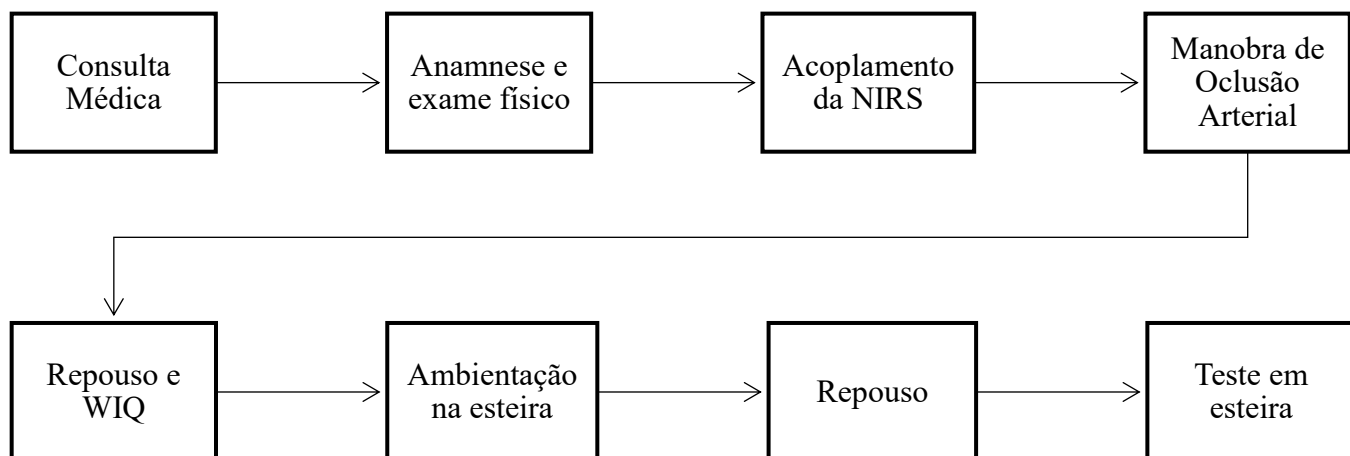 Consulta
Médica
Anamnese e
exame físico
Acoplamento
da NIRS
Manobra de
Oclusão
Arterial
Repouso e
WIQ
Ambientação
na esteira
Repouso
Teste em
esteira